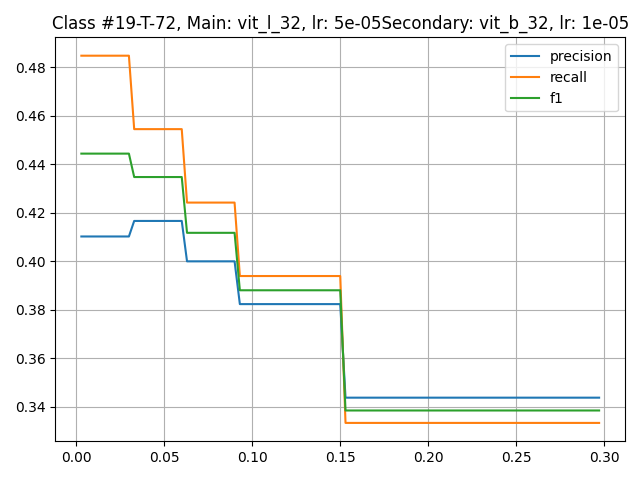 Class #19-T-72, Main: vit_l_32, lr: 5e-05Secondary: vit_b_32, lr: 1e-05
precision
recall
f1
0.48
0.46
0.44
0.42
0.40
0.38
0.36
0.34
0.00 0.05 0.10 0.15 0.20 0.25 0.30